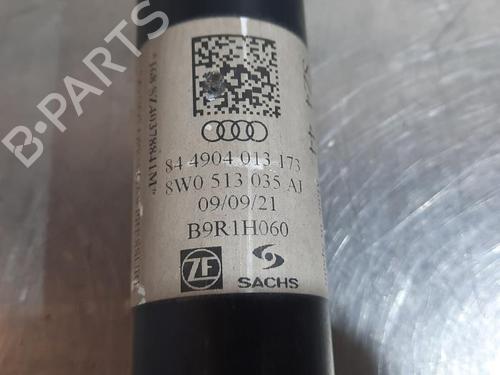 84 4904 013 173
8W0 513 035 AJ
09/09/21
B9R1H060
ZF
SACHS
B-PARTS